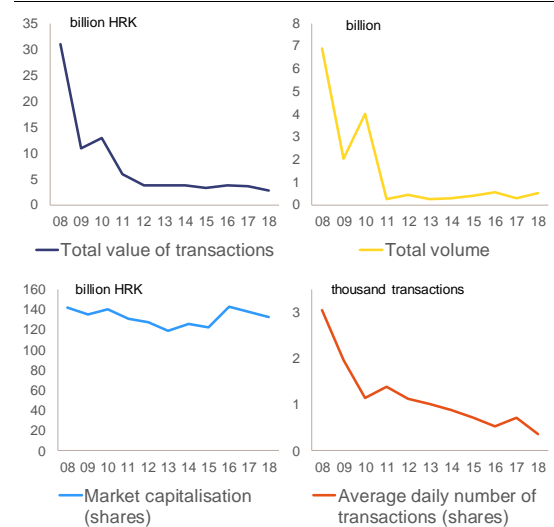 billion HRK
35
30
25
20
15
10
5
0
08 09 10 11 12 13 14 15 16 17 18
Total value of transactions
billion
8
7
6
5
4
3
2
1
0
08 09 10 11 12 13 14 15 16 17 18
Total volume
billion HRK
160
140
120
100
80
60
40
20
0
08 09 10 11 12 13 14 15 16 17 18
Market capitalisation
(shares)
thousand transactions
3
2
1
0
08 09 10 11 12 13 14 15 16 17 18
Average daily number of
transactions (shares)